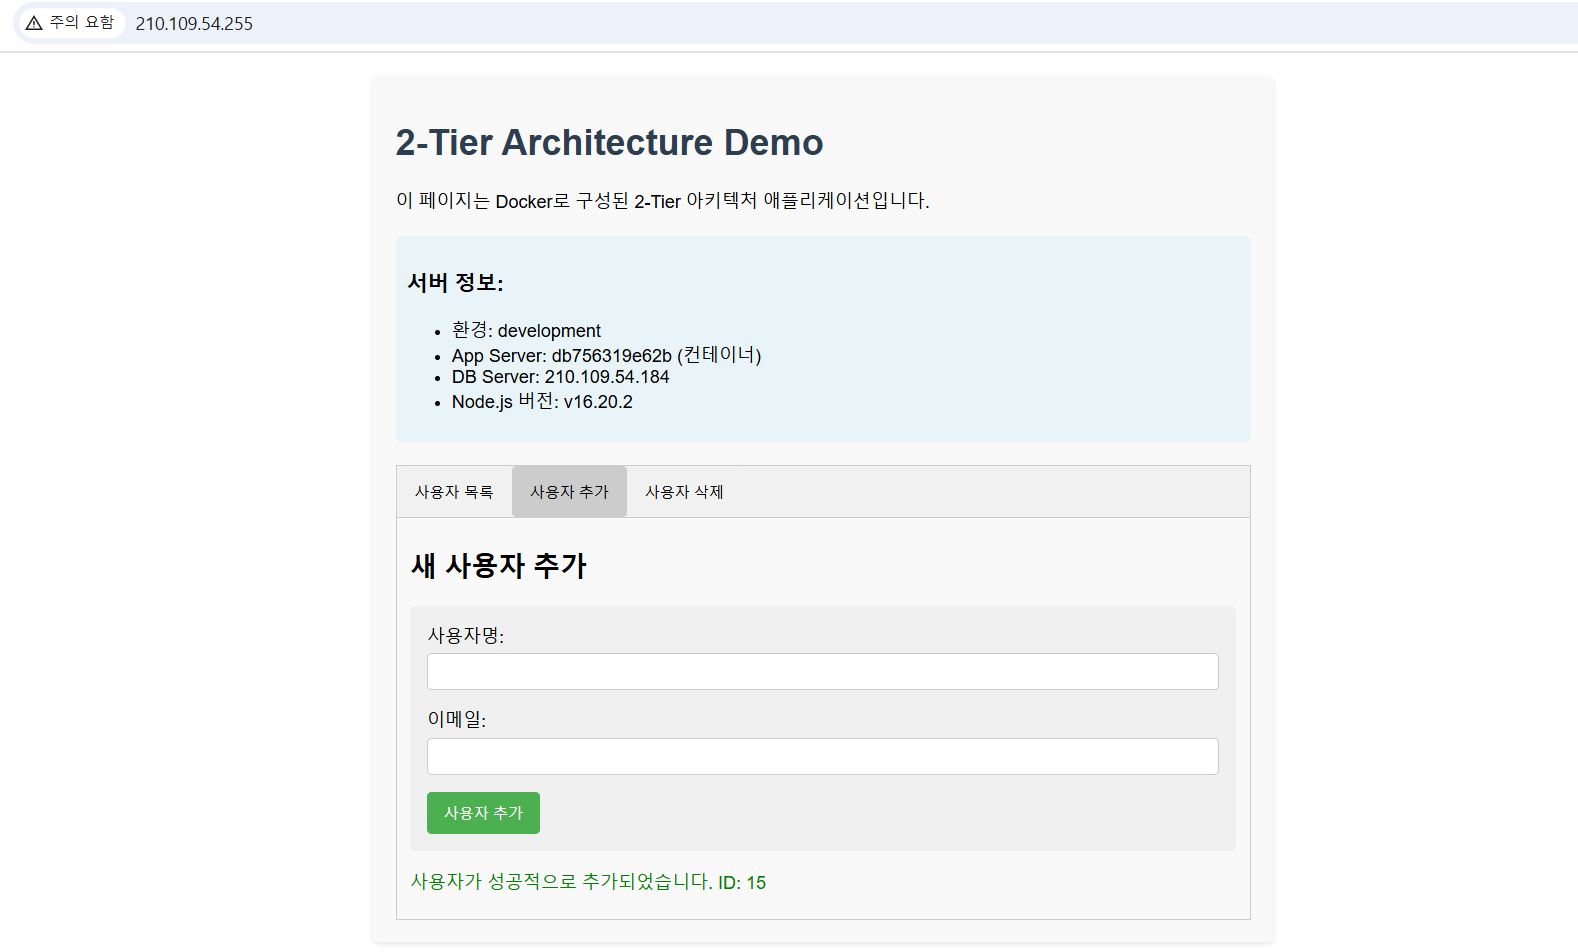 주의 요함 210.109.54.255
2-Tier Architecture Demo
이 페이지는 Docker로 구성된 2-Tier 아키텍처 애플리케이션입니다.
서버 정보:
환경: development
App Server: db756319e62b (컨테이너)
DB Server: 210.109.54.184
Node.js 버전: v16.20.2
사용자 목록 사용자 추가 사용자 삭제
새 사용자 추가
사용자명:
이메일:
사용자 추가
사용자가 성공적으로 추가되었습니다. ID: 15